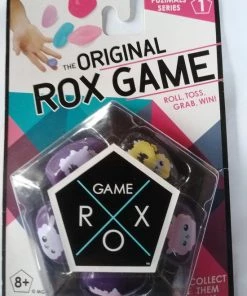 FUZIMALS
SERIES 1
THE ORIGINAL
ROX GAME
ROLL, TOSS,
GRAB, WIN!
GAME
R X
O
8+
COLLECT
THEM